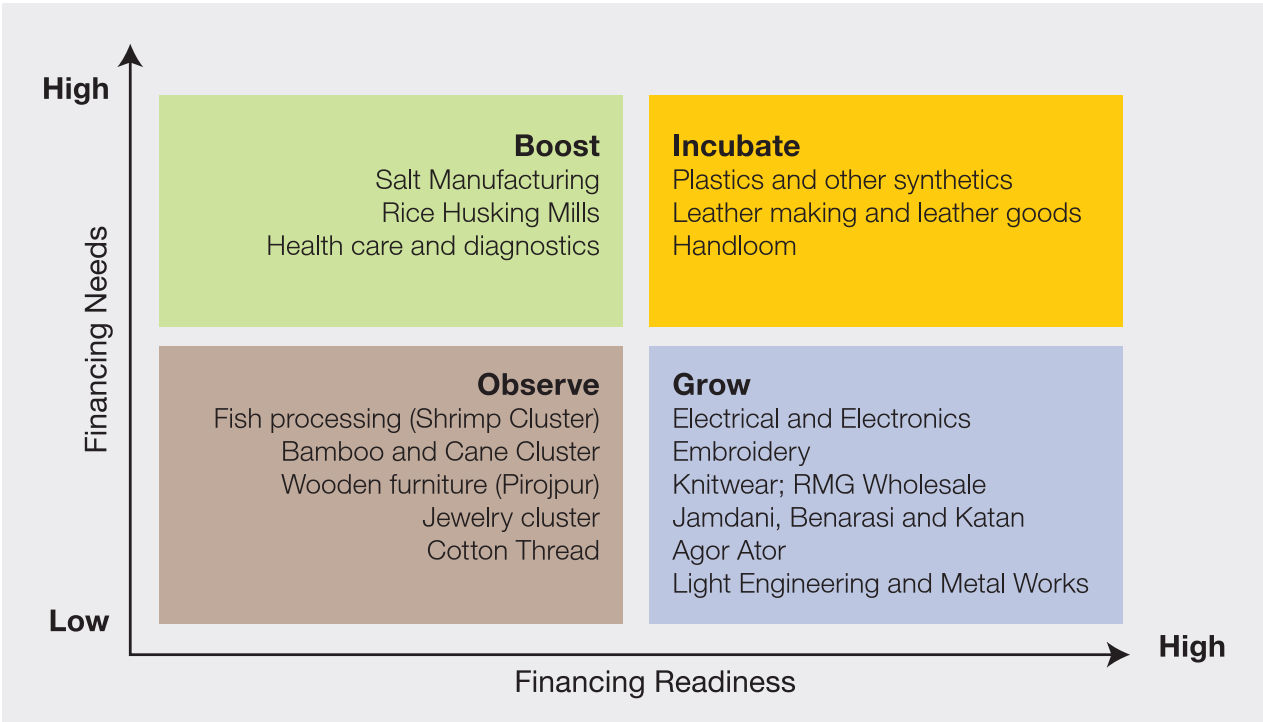 High
Boost
Salt Manufacturing
Rice Husking Mills
Health care and diagnostics
Incubate
Plastics and other synthetics
Leather making and leather goods
Handloom
Financing Needs
Observe
Fish processing (Shrimp Cluster)
Bamboo and Cane Cluster
Wooden furniture (Pirojpur)
Jewelry cluster
Cotton Thread
Grow
Electrical and Electronics
Embroidery
Knitwear; RMG Wholesale
Jamdani, Benarasi and Katan
Agor Ator
Light Engineering and Metal Works
Low
High
Financing Readiness